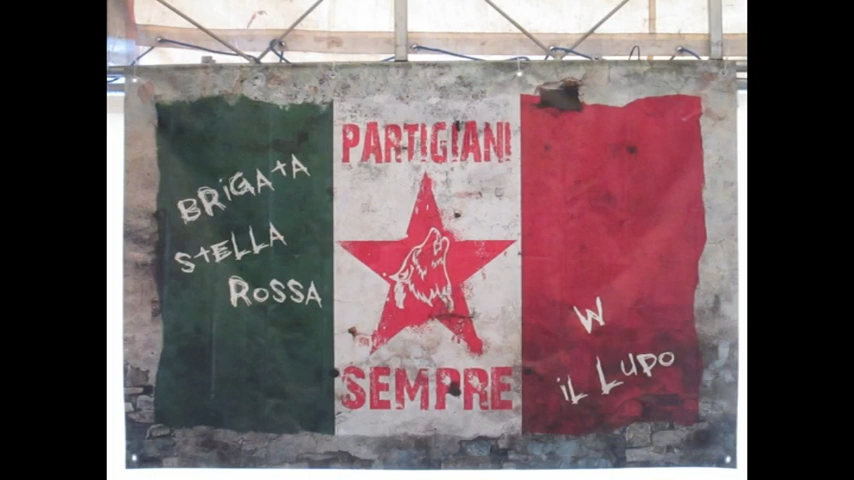 PARTIGIANI
BRiGAtA
StELLA
RoSSA
SEMPRE
W
iL LuPo